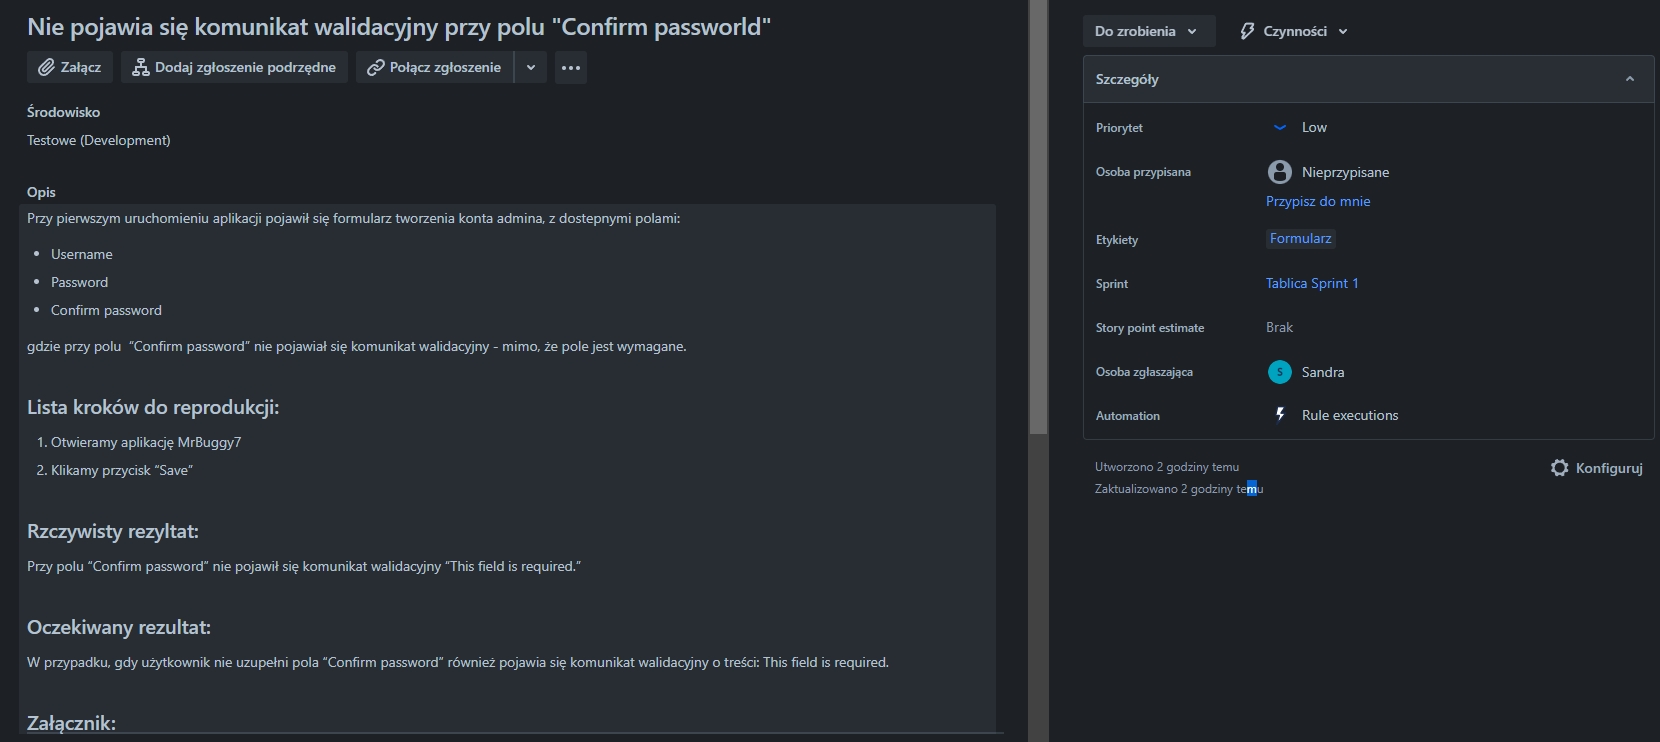 Nie pojawia się komunikat walidacyjny przy polu "Confirm passworld"
Załącz
Dodaj zgłoszenie podrzędne
Połącz zgłoszenie
Środowisko
Testowe (Development)
Opis
Przy pierwszym uruchomieniu aplikacji pojawił się formularz tworzenia konta admina, z dostepnymi polami:
• Username
• Password
• Confirm password
gdzie przy polu “Confirm password” nie pojawiał się komunikat walidacyjny - mimo, że pole jest wymagane.
Lista kroków do reprodukcji:
1. Otwieramy aplikację MrBuggy7
2. Klikamy przycisk “Save”
Rzczywisty rezyltat:
Przy polu “Confirm password” nie pojawił się komunikat walidacyjny “This field is required.”
Oczekiwany rezultat:
W przypadku, gdy użytkownik nie uzupełni pola “Confirm password” również pojawia się komunikat walidacyjny o treści: This field is required.
Załącznik:
Do zrobienia
Czynności
Szczegóły
Priorytet
Low
Osoba przypisana
Nieprzypisane
Przypisz do mnie
Etykiety
Formularz
Sprint
Tablica Sprint 1
Story point estimate
Brak
Osoba zgłaszająca
S
Sandra
Automation
Rule executions
Utworzono 2 godziny temu
Zaktualizowano 2 godziny temu
Konfiguruj